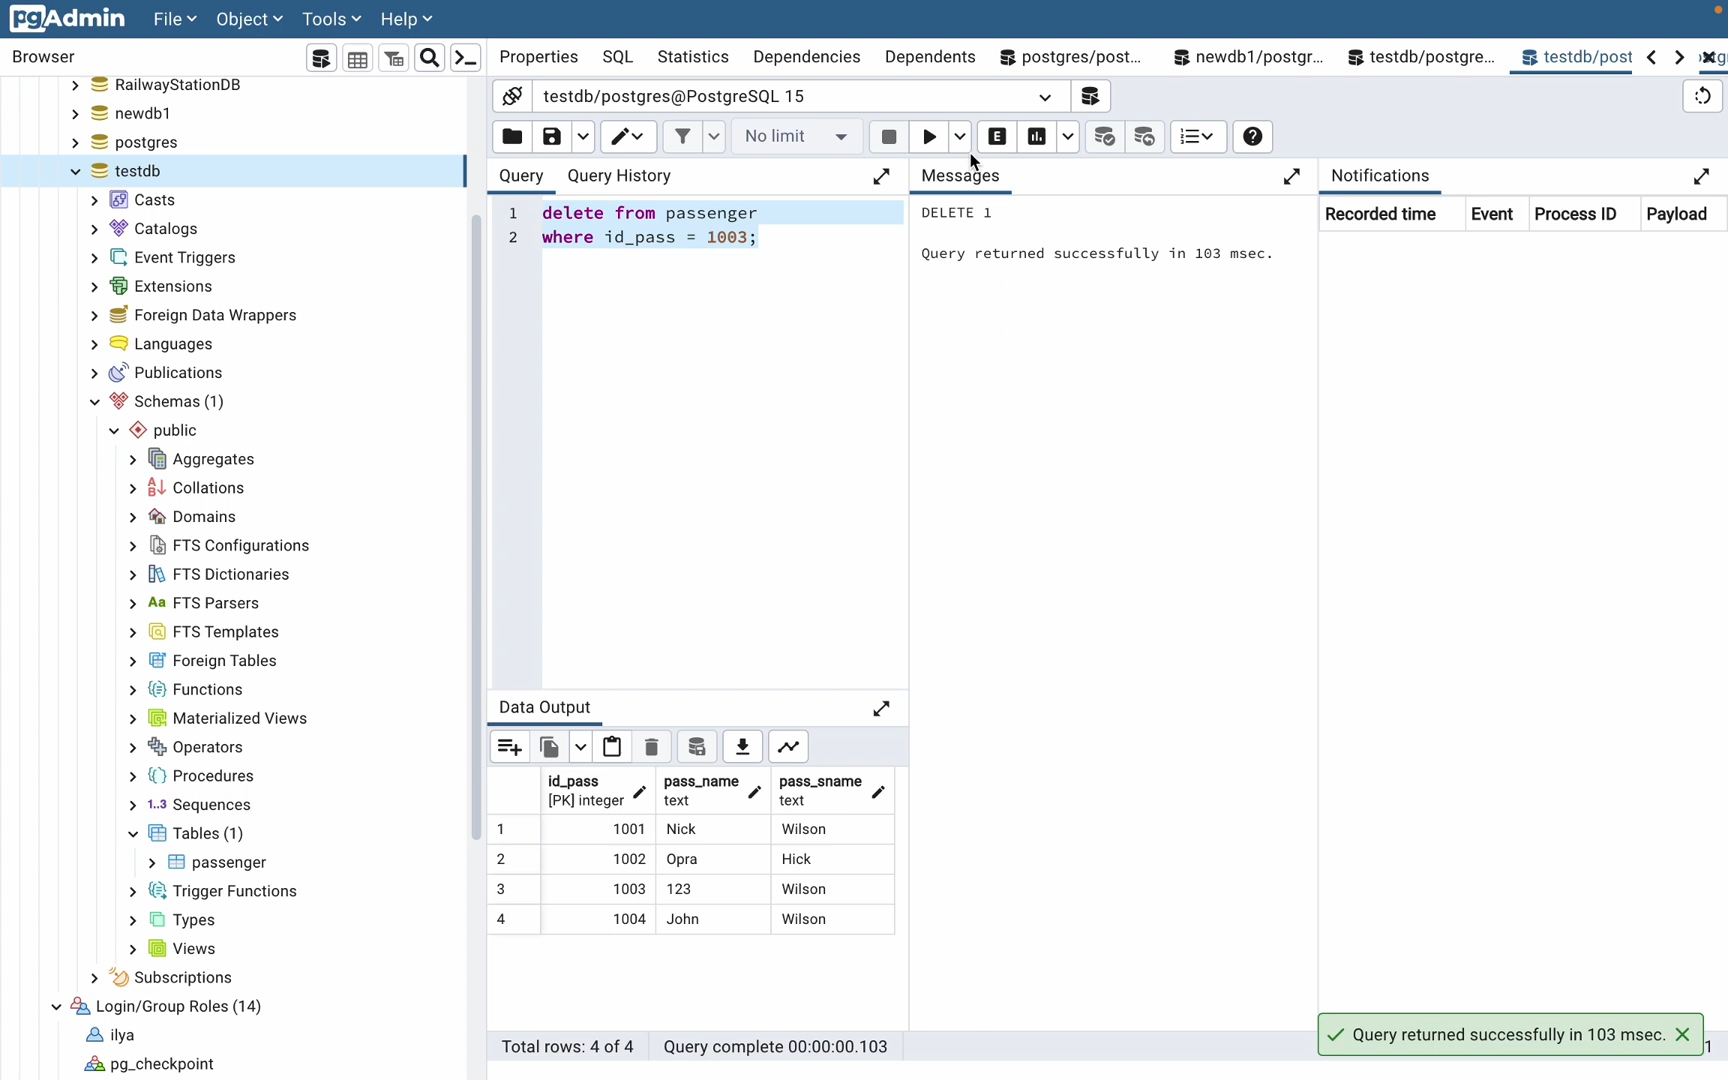 pgAdmin File Object Tools Help
Browser
Properties SQL Statistics Dependencies Dependents postgres/post... newdb1/postgr... testdb/postgre... testdb/post
RailwayStationDB
newdb1
postgres
testdb
Casts
Catalogs
Event Triggers
Extensions
Foreign Data Wrappers
Languages
Publications
Schemas (1)
public
Aggregates
Collations
Domains
FTS Configurations
FTS Dictionaries
Aa FTS Parsers
FTS Templates
Foreign Tables
Functions
Materialized Views
Operators
Procedures
1..3 Sequences
Tables (1)
passenger
Trigger Functions
Types
Views
Subscriptions
Login/Group Roles (14)
ilya
pg_checkpoint
testdb/postgres@PostgreSQL 15
No limit
E
Query Query History
1 delete from passenger
2 where id_pass = 1003;
Messages
DELETE 1
Query returned successfully in 103 msec.
Notifications
Recorded time Event Process ID Payload
Data Output
id_pass pass_name pass_sname
[PK] integer text text
1 1001 Nick Wilson
2 1002 Opra Hick
3 1003 123 Wilson
4 1004 John Wilson
Total rows: 4 of 4 Query complete 00:00:00.103
Query returned successfully in 103 msec.
1